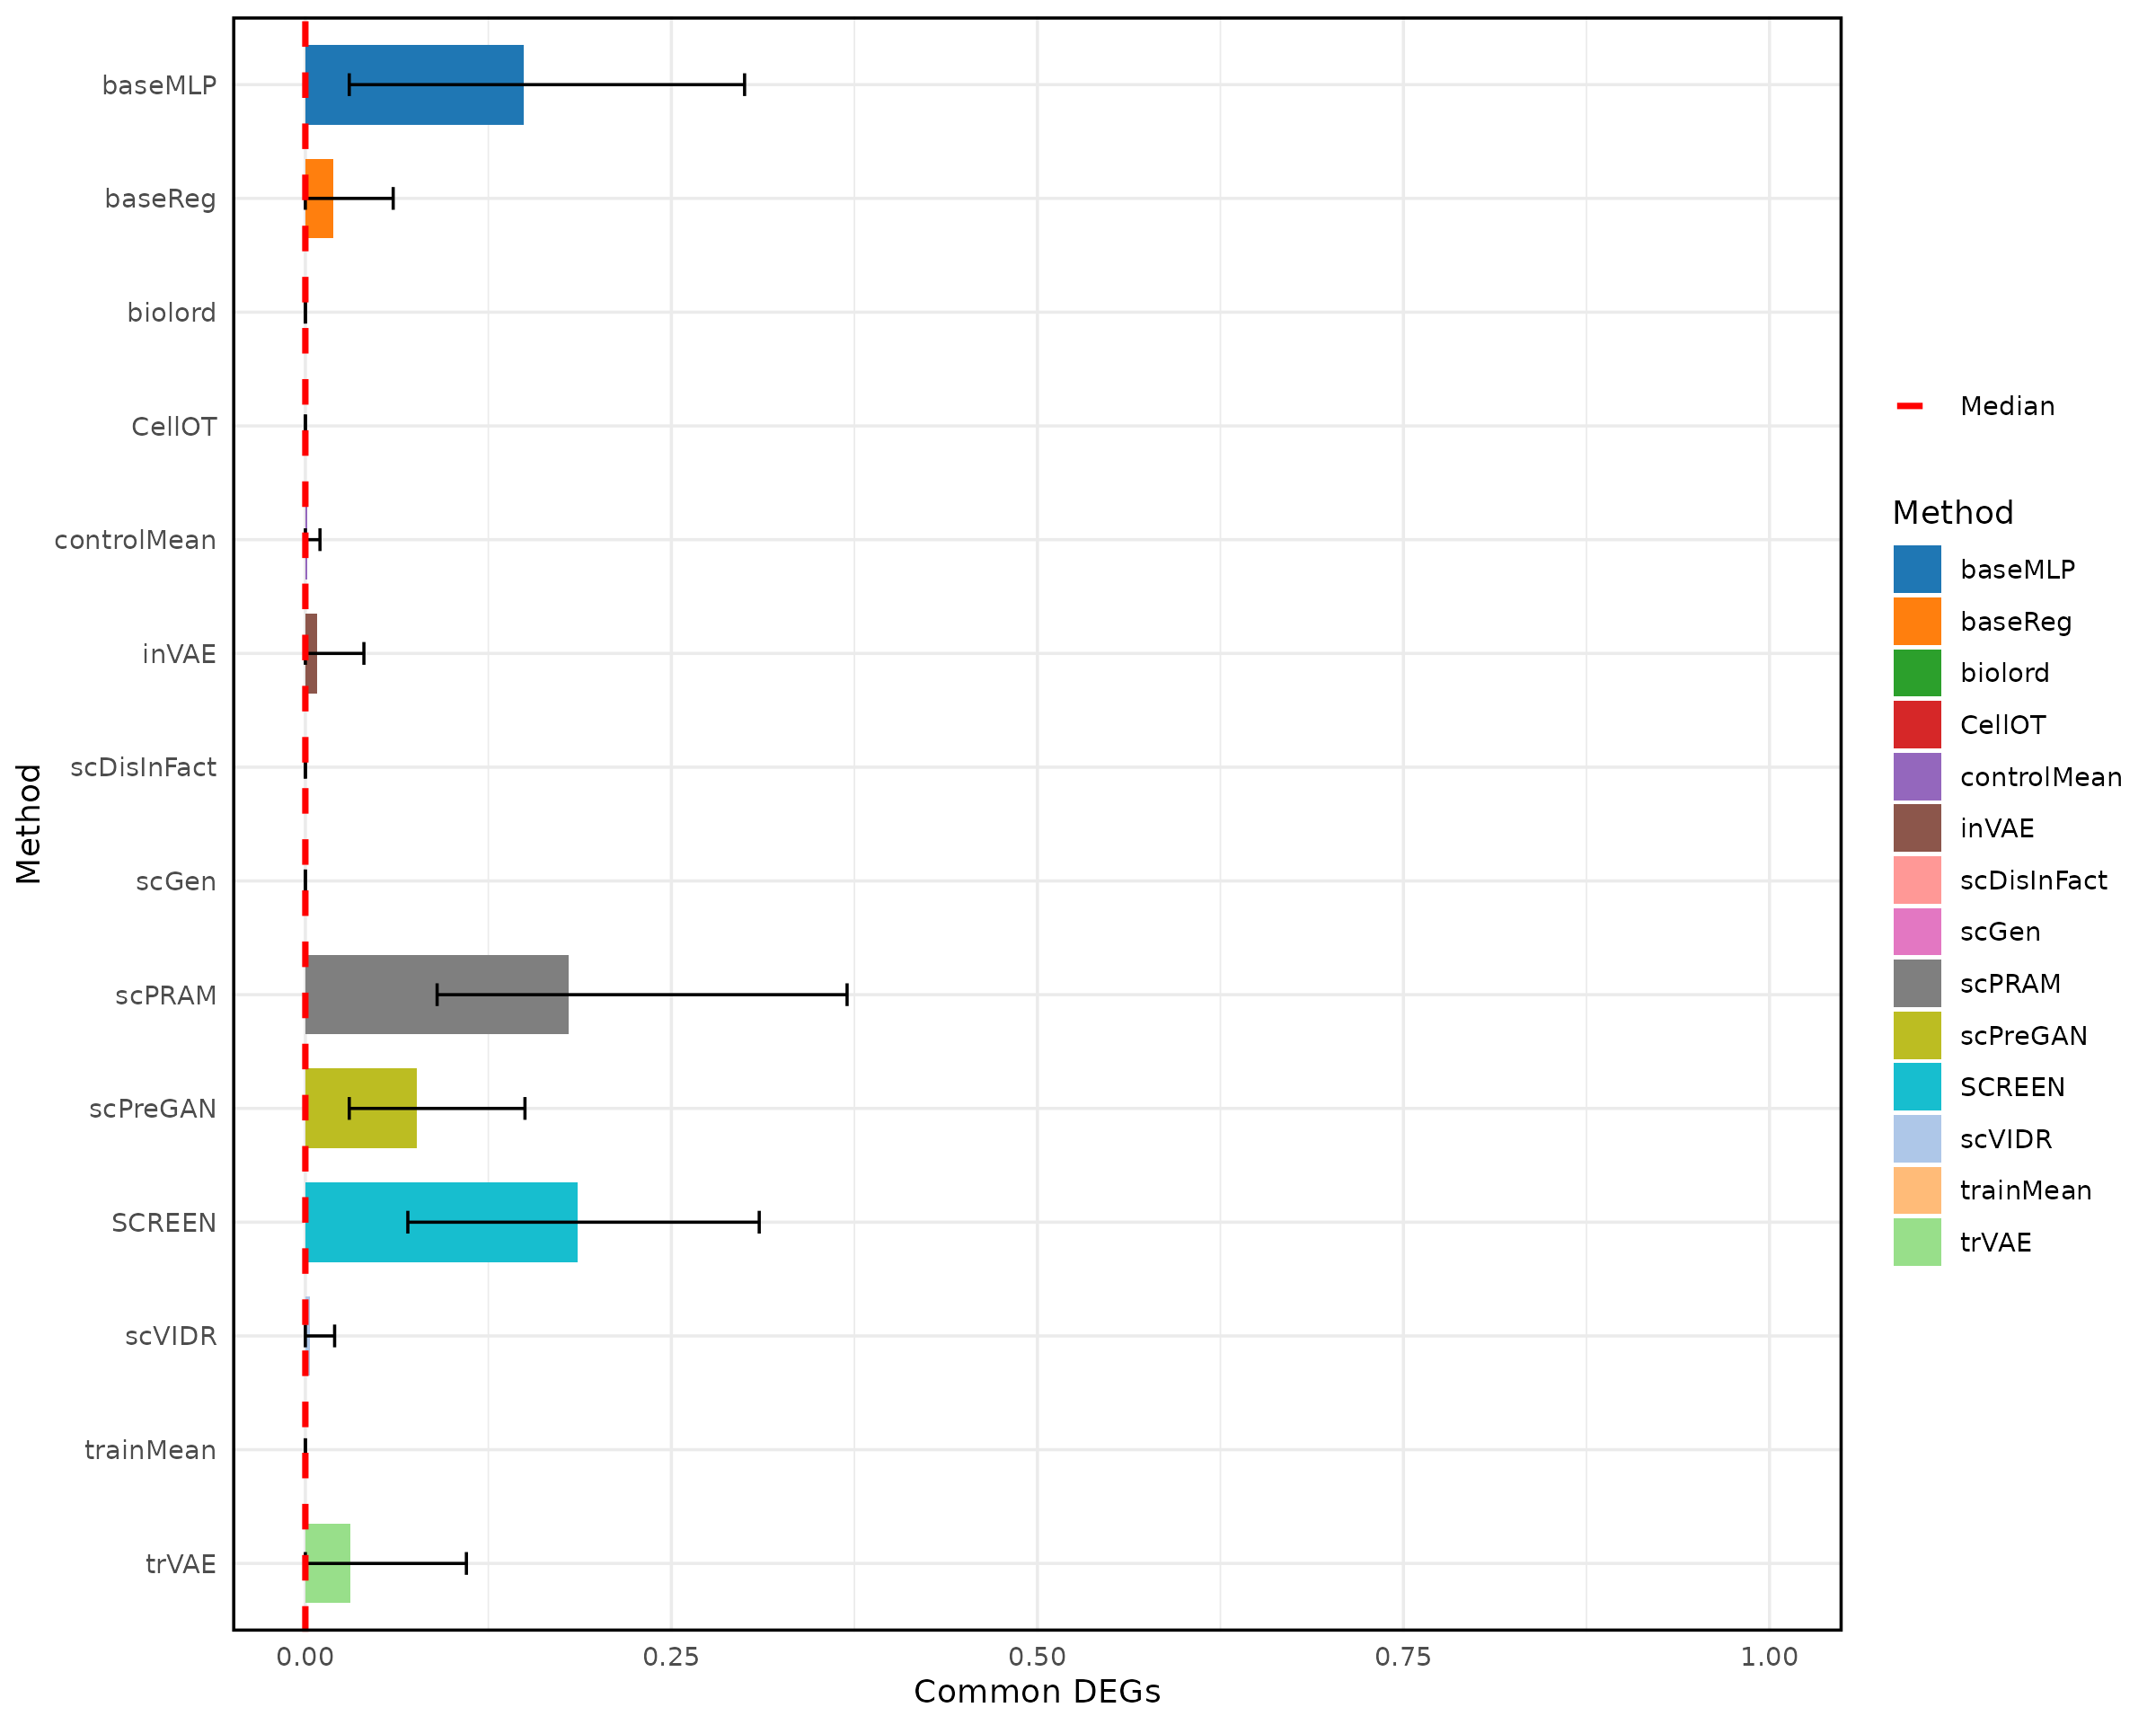 baseMLP
baseReg
biolord
CellOT
controlMean
inVAE
scDisInFact
scGen
scPRAM
scPreGAN
SCREEN
scVIDR
trainMean
trVAE
Method
0.00 0.25 0.50 0.75 1.00
Common DEGs
Median
Method
baseMLP
baseReg
biolord
CellOT
controlMean
inVAE
scDisInFact
scGen
scPRAM
scPreGAN
SCREEN
scVIDR
trainMean
trVAE